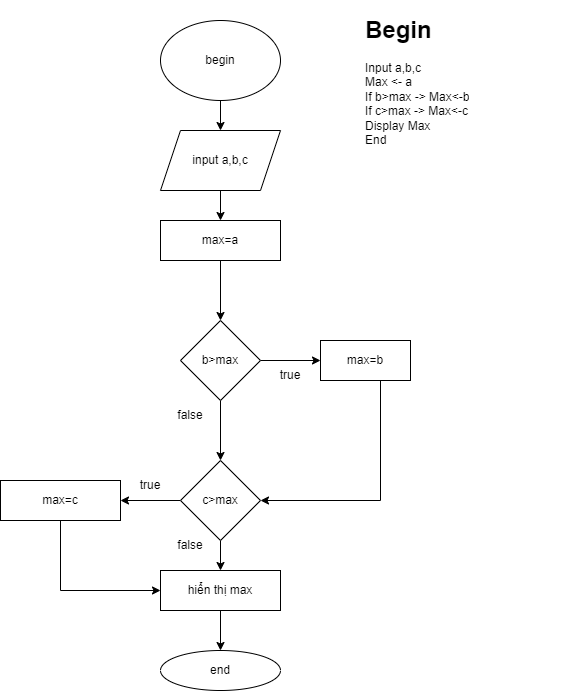 begin
input a,b,c
max=a
b>max
true
max=b
false
c>max
true
max=c
false
hiển thị max
end
Begin
Input a,b,c
Max <- a
If b>max -> Max<-b
If c>max -> Max<-c
Display Max
End